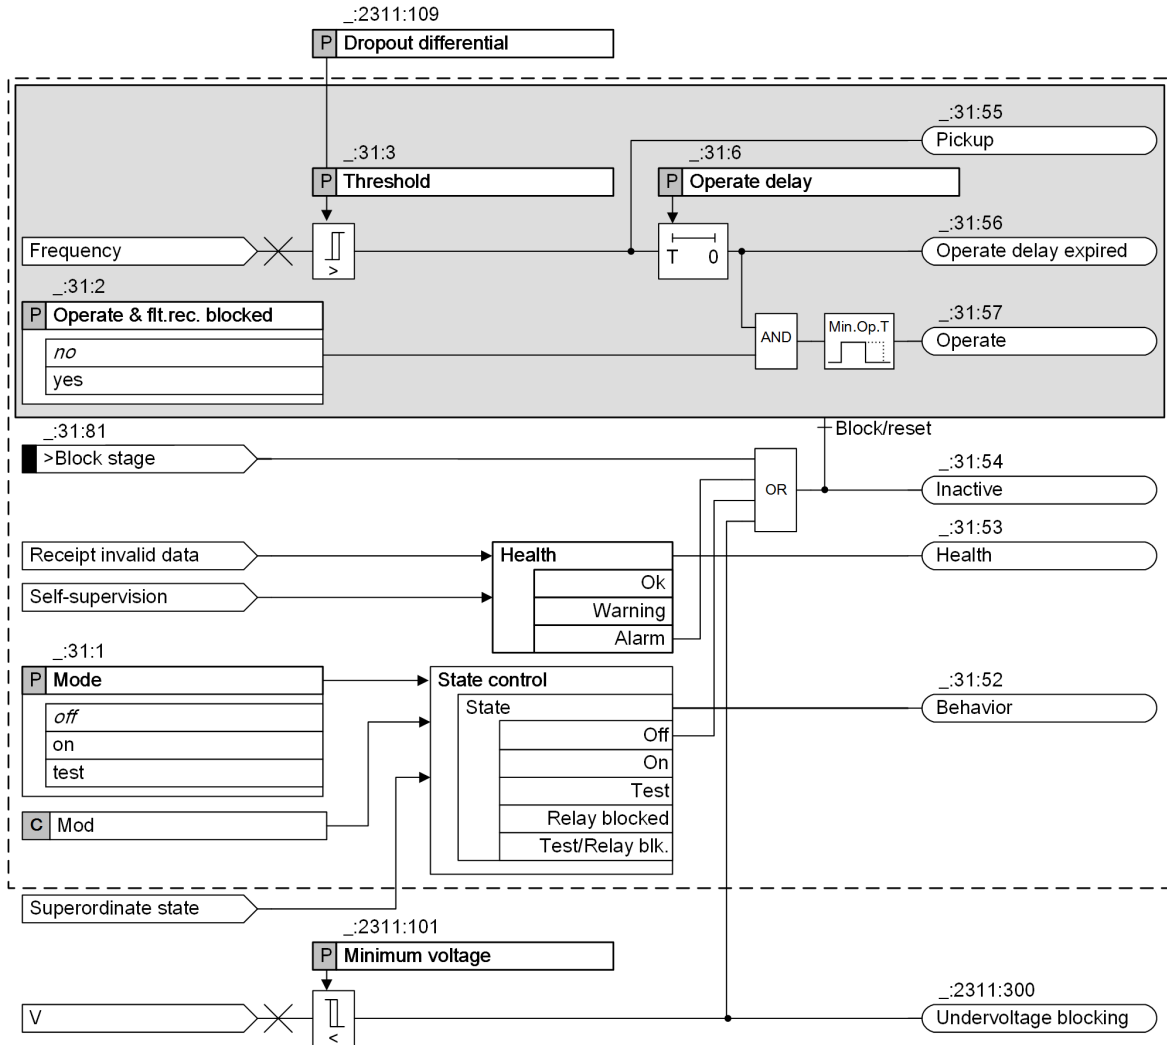 _:2311:109
P Dropout differential
_:31:55
Pickup
_:31:3
P Threshold
_:31:6
P Operate delay
_:31:56
Frequency
>
T 0
Operate delay expired
_:31:2
P Operate & flt.rec. blocked
no
yes
_:31:57
AND
Min.Op.T
Operate
_:31:81
>Block stage
Block/reset
OR
_:31:54
Inactive
_:31:53
Receipt invalid data
Health
Health
Ok
Self-supervision
Warning
Alarm
_:31:1
P Mode
off
on
test
State control
State
Off
On
Test
Relay blocked
Test/Relay blk.
_:31:52
Behavior
C Mod
Superordinate state
_:2311:101
P Minimum voltage
V
<
_:2311:300
Undervoltage blocking